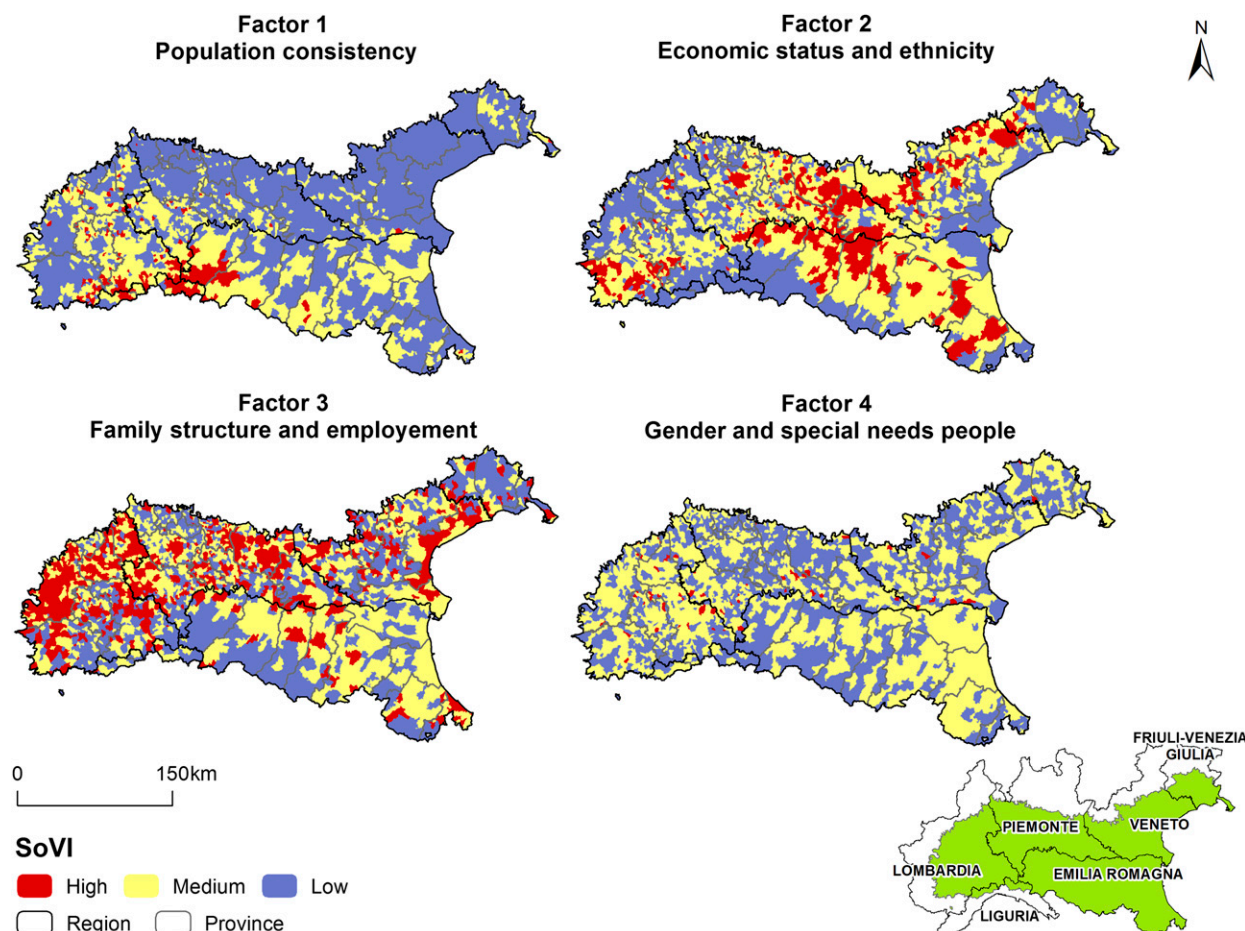 Factor 1
Population consistency
Factor 2
Economic status and ethnicity
N
Factor 3
Family structure and employement
Factor 4
Gender and special needs people
0 150km
SoVI
High Medium Low
Region Province
FRIULI-VENEZIA
GIULIA
PIEMONTE
VENETO
LOMBARDIA
EMILIA ROMAGNA
LIGURIA